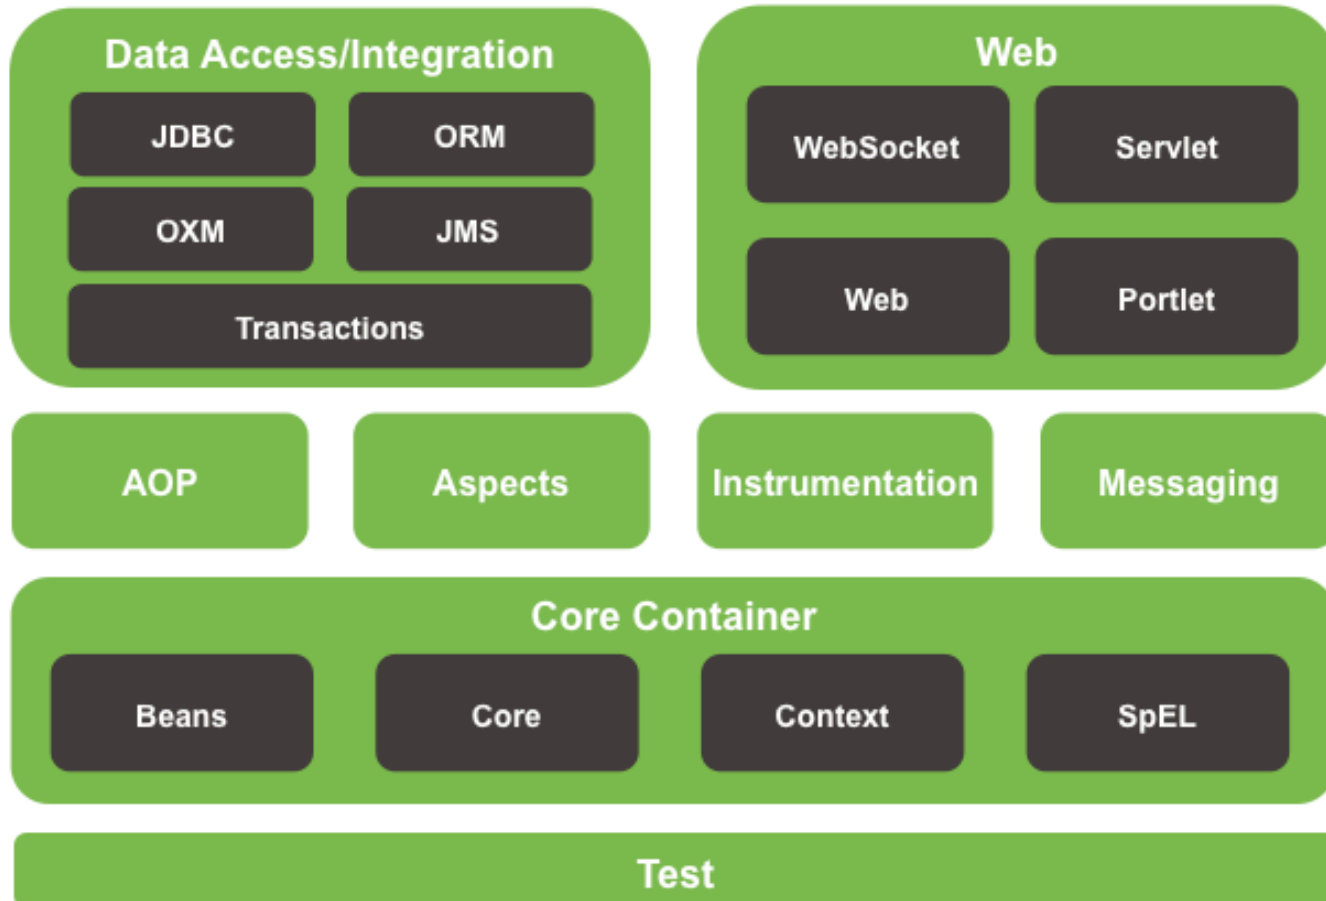 Data Access/Integration
JDBC
ORM
OXM
JMS
Transactions
Web
WebSocket
Servlet
Web
Portlet
AOP
Aspects
Instrumentation
Messaging
Core Container
Beans
Core
Context
SpEL
Test